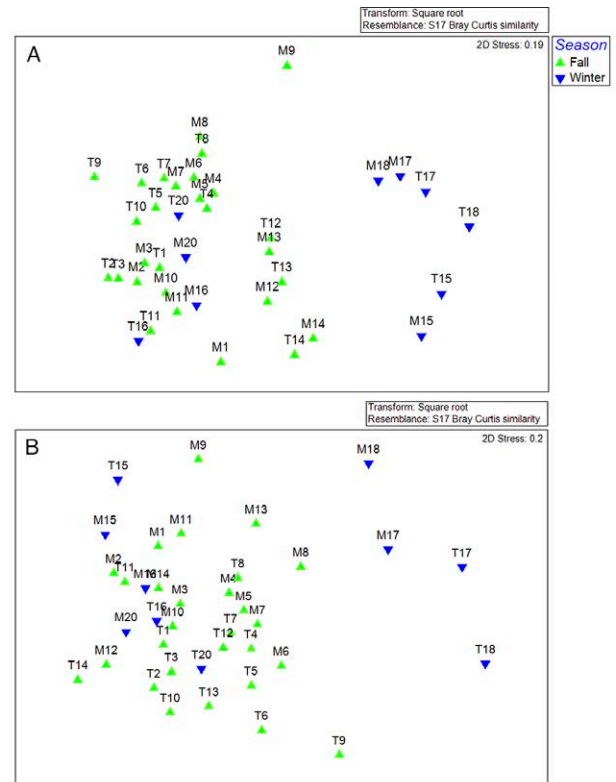 Transform: Square root
Resemblance: S17 Bray Curtis similarity
A
2D Stress: 0.19
Season
Fall
Winter
M9
M8
T8
T9
T6
T7
M7
M6
M5
M4
T4
T5
T20
T10
M18
M17
T17
T18
T12
M13
M3
T1
M20
T2
T3
M2
M10
T13
M12
T15
M11
M16
T11
T16
M1
T14
M14
M15
Transform: Square root
Resemblance: S17 Bray Curtis similarity
B
2D Stress: 0.2
M9
M18
T15
M15
M1
M11
M13
M17
M2
T11
M16
M14
T8
M8
T17
M4
M3
M5
T16
M10
M20
T7
M7
T1
T12
T4
M12
T14
T3
T20
M6
T18
T2
T5
T10
T13
T6
T9